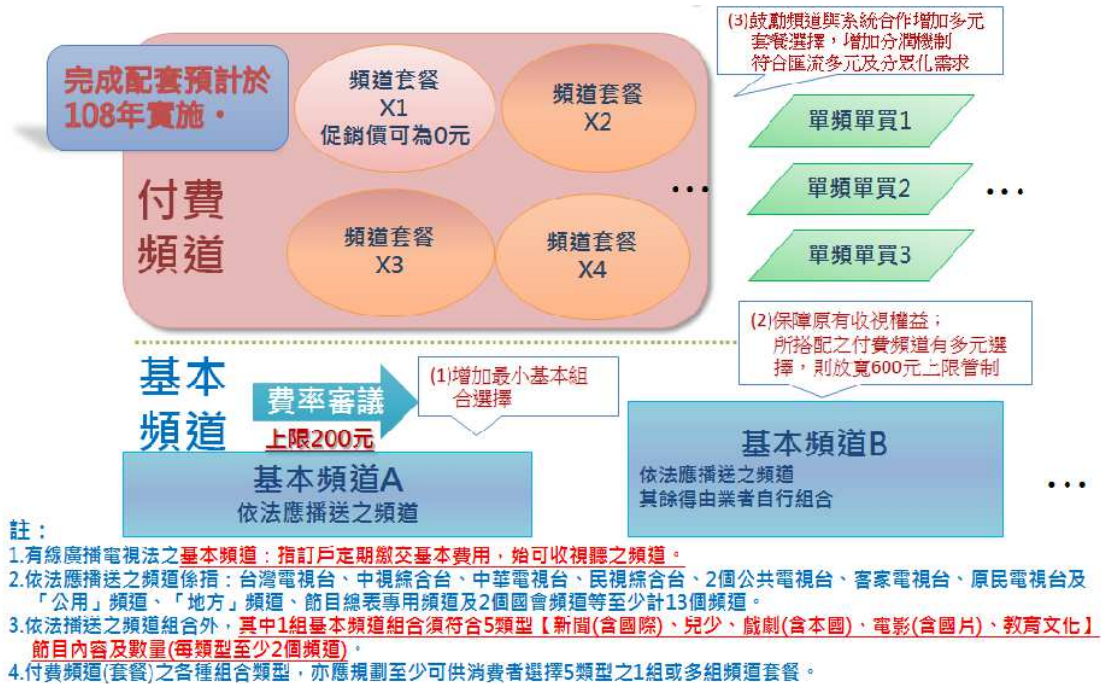 (3)鼓勵頻道與系統合作增加多元
套餐選擇，增加分潤機制
符合匯流多元及分眾化需求
完成配套預計於
108年實施。
頻道套餐
X1
促銷價可為0元
頻道套餐
X2
單頻單買1
付費
頻道
…
單頻單買2
…
頻道套餐
X3
頻道套餐
X4
單頻單買3
(2)保障原有收視權益；
所搭配之付費頻道有多元選
擇，則放寬600元上限管制
基本
頻道
費率審議
上限200元
(1)增加最小基本組
合選擇
基本頻道A
依法應播送之頻道
基本頻道B
依法應播送之頻道
其餘得由業者自行組合
…
註：
1.有線廣播電視法之基本頻道：指訂戶定期繳交基本費用，始可收視聽之頻道。
2.依法應播送之頻道係指：台灣電視台、中視綜合台、中華電視台、民視綜合台、2個公共電視台、客家電視台、原民電視台及
「公用」頻道、「地方」頻道、節目總表專用頻道及2個國會頻道等至少計13個頻道。
3.依法播送之頻道組合外，其中1組基本頻道組合須符合5類型【新聞(含國際)、兒少、戲劇(含本國)、電影(含國片)、教育文化】
節目內容及數量(每類型至少2個頻道)。
4.付費頻道(套餐)之各種組合類型，亦應規劃至少可供消費者選擇5類型之1組或多組頻道套餐。